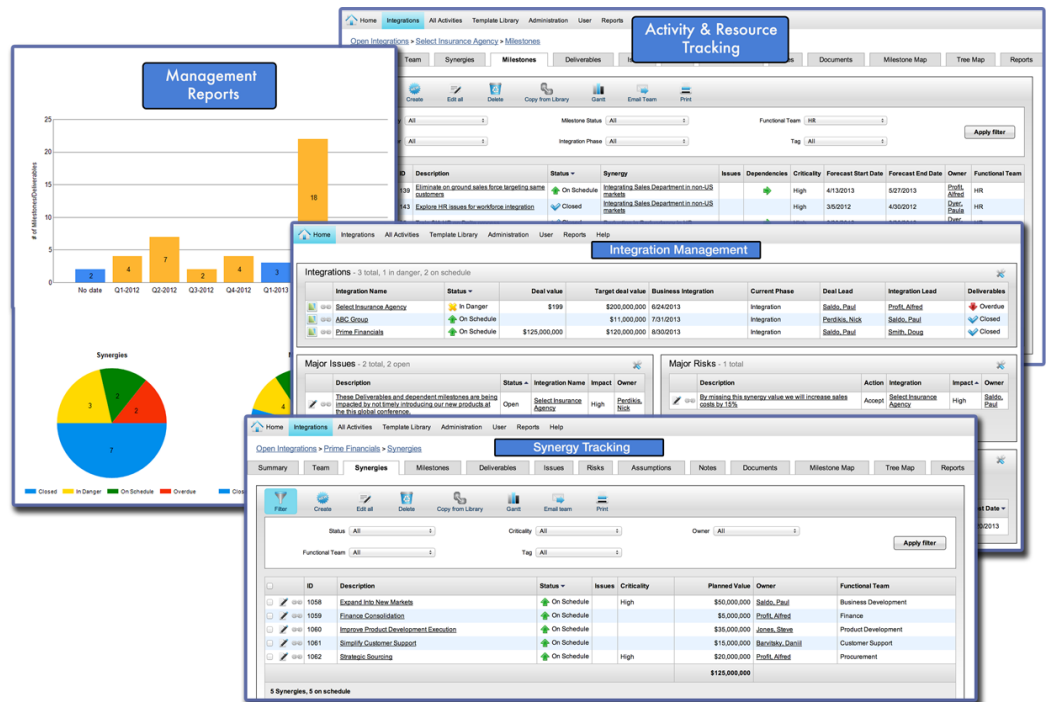 Home Integrations All Activities Template Library Administration User Reports
Open Integrations » Select Insurance Agency » Milestones
Activity & Resource
Tracking
Team Synergies Milestones Deliverables Documents Milestone Map Tree Map Reports
Create Edit all Delete Copy from Library Gantt Email Team Print
All Milestone Status All Functional Team HR
Apply filter
All Integration Phase All Tag All
ID Description Status Synergy Issues Dependencies Criticality Forecast Start Date Forecast End Date Owner Functional Team
139 Eliminate on ground sales force targeting same customers On Schedule Integrating Sales Department in non-US markets High 4/13/2013 5/27/2013 Profit, Alfred HR
143 Explore HR issues for workforce integration Closed Integrating Sales Department in non-US markets High 3/5/2012 4/30/2012 Dyer, Paula HR
Management
Reports
# of Milestones/Deliverables
25
20
15
10
5
0
2 4 7 2 4 3 18
No date Q1-2012 Q2-2012 Q3-2012 Q4-2012 Q1-2013
Synergies
3 2 2 7
4
Closed In Danger On Schedule Overdue
Home Integrations All Activities Template Library Administration User Reports Help
Integration Management
Integrations - 3 total, 1 in danger, 2 on schedule
Integration Name Status Deal value Target deal value Business Integration Current Phase Deal Lead Integration Lead Deliverables
Select Insurance Agency In Danger $199 $200,000,000 6/24/2013 Integration Saldo, Paul Profit, Alfred Overdue
ABC Group On Schedule $11,000,000 7/31/2013 Integration Perdikis, Nick Saldo, Paul Closed
Prime Financials On Schedule $125,000,000 $120,000,000 8/30/2013 Integration Saldo, Paul Smith, Doug Closed
Major Issues - 2 total, 2 open
Description Status Integration Name Impact Owner
These Deliverables and dependent milestones are being
impacted by not timely introducing our new products at
the this global conference.
Open Select Insurance Agency High Perdikis, Nick
Major Risks - 1 total
Description Action Integration Impact Owner
By missing this synergy value we will increase sales
costs by 15%
Accept Select Insurance Agency High Saldo, Paul
Home Integrations All Activities Template Library Administration User Reports Help
Open Integrations » Prime Financials » Synergies
Synergy Tracking
Summary Team Synergies Milestones Deliverables Issues Risks Assumptions Notes Documents Milestone Map Tree Map Reports
Filter Create Edit all Delete Copy from Library Gantt Email team Print
Status All Criticality All Owner All
Apply filter
Functional Team All Tag All
ID Description Status Issues Criticality Planned Value Owner Functional Team
1058 Expand Into New Markets On Schedule High $50,000,000 Saldo, Paul Business Development
1059 Finance Consolidation On Schedule $5,000,000 Profit, Alfred Finance
1060 Improve Product Development Execution On Schedule $35,000,000 Jones, Steve Product Development
1061 Simplify Customer Support On Schedule $15,000,000 Barvitsky, Daniil Customer Support
1062 Strategic Sourcing On Schedule High $20,000,000 Profit, Alfred Procurement
$125,000,000
5 Synergies, 5 on schedule